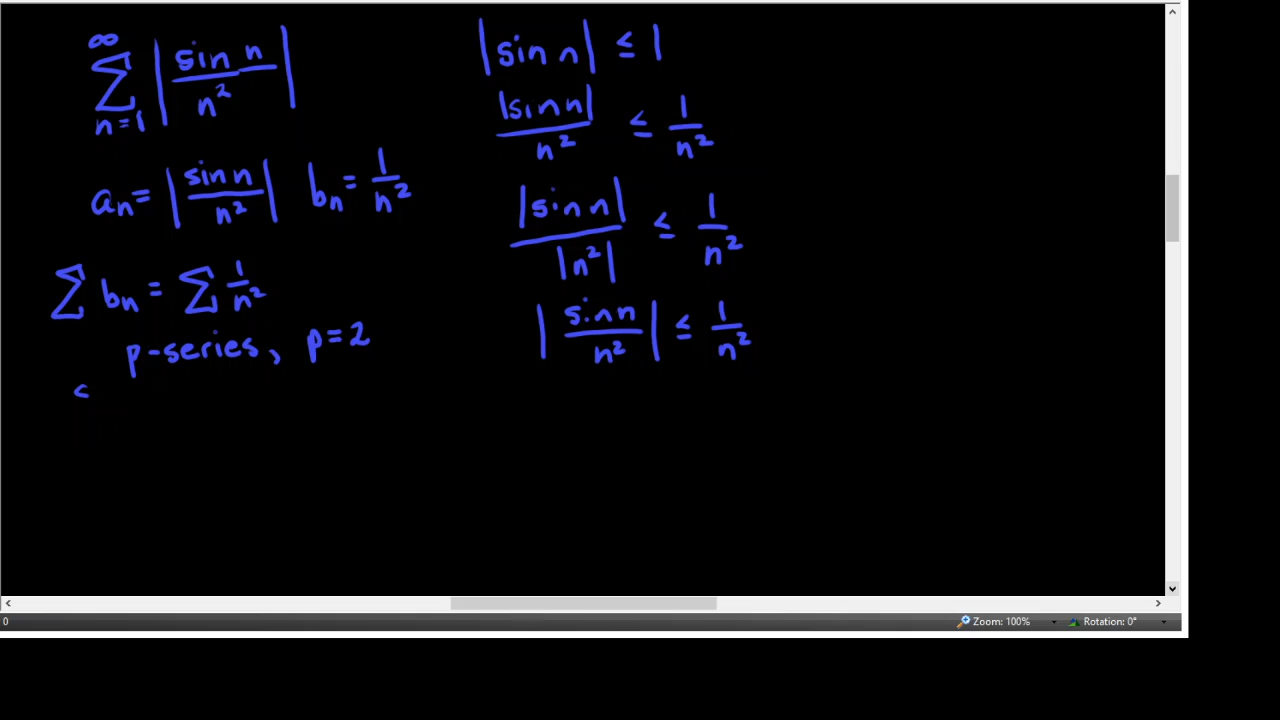 ∞
∑ | sin n / n² |
n=1
aₙ = | sin n / n² | bₙ = 1/n²
∑ bₙ = ∑ 1/n²
p-series, p=2
|sin n| ≤ 1
|sin n| / n² ≤ 1/n²
|sin n| / |n²| ≤ 1/n²
| sin n / n² | ≤ 1/n²
0
Zoom: 100% Rotation: 0°